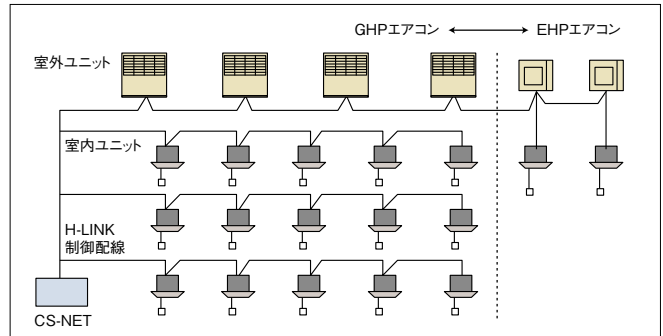 GHPエアコン
EHPエアコン
室外ユニット
室内ユニット
H-LINK
制御配線
CS-NET